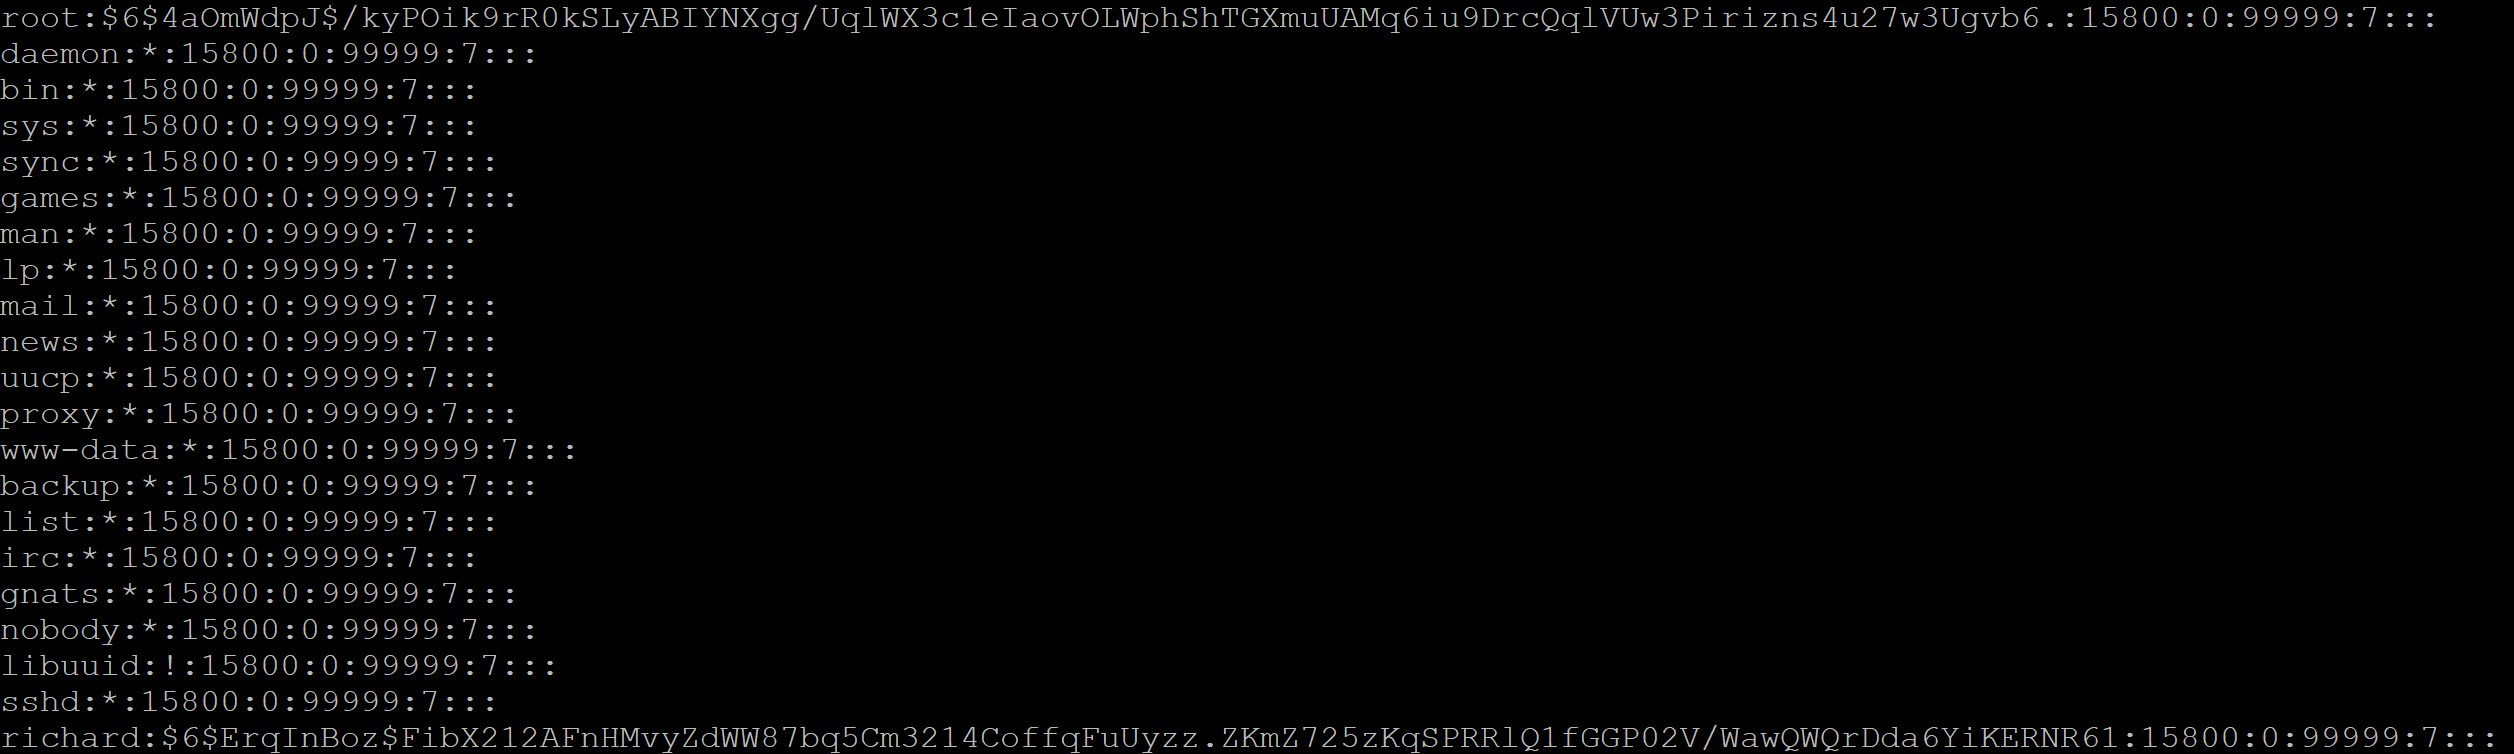 root:$6$4aOmWdpJ$/kyPOik9rR0kSLyABIYNXgg/UqlWX3c1eIaovOLWphShTGXmuUAMq6iu9DrcQqlVUw3Pirizns4u27w3Ugvb6.:15800:0:99999:7:::
daemon:*:15800:0:99999:7:::
bin:*:15800:0:99999:7:::
sys:*:15800:0:99999:7:::
sync:*:15800:0:99999:7:::
games:*:15800:0:99999:7:::
man:*:15800:0:99999:7:::
lp:*:15800:0:99999:7:::
mail:*:15800:0:99999:7:::
news:*:15800:0:99999:7:::
uucp:*:15800:0:99999:7:::
proxy:*:15800:0:99999:7:::
www-data:*:15800:0:99999:7:::
backup:*:15800:0:99999:7:::
list:*:15800:0:99999:7:::
irc:*:15800:0:99999:7:::
gnats:*:15800:0:99999:7:::
nobody:*:15800:0:99999:7:::
libuuid:!:15800:0:99999:7:::
sshd:*:15800:0:99999:7:::
richard:$6$ErqInBoz$FibX212AFnHMvyZdWW87bq5Cm3214CoffqFuUyzz.ZKmZ725zKqSPRRlQ1fGGP02V/WawQWQrDda6YiKERNR61:15800:0:99999:7:::